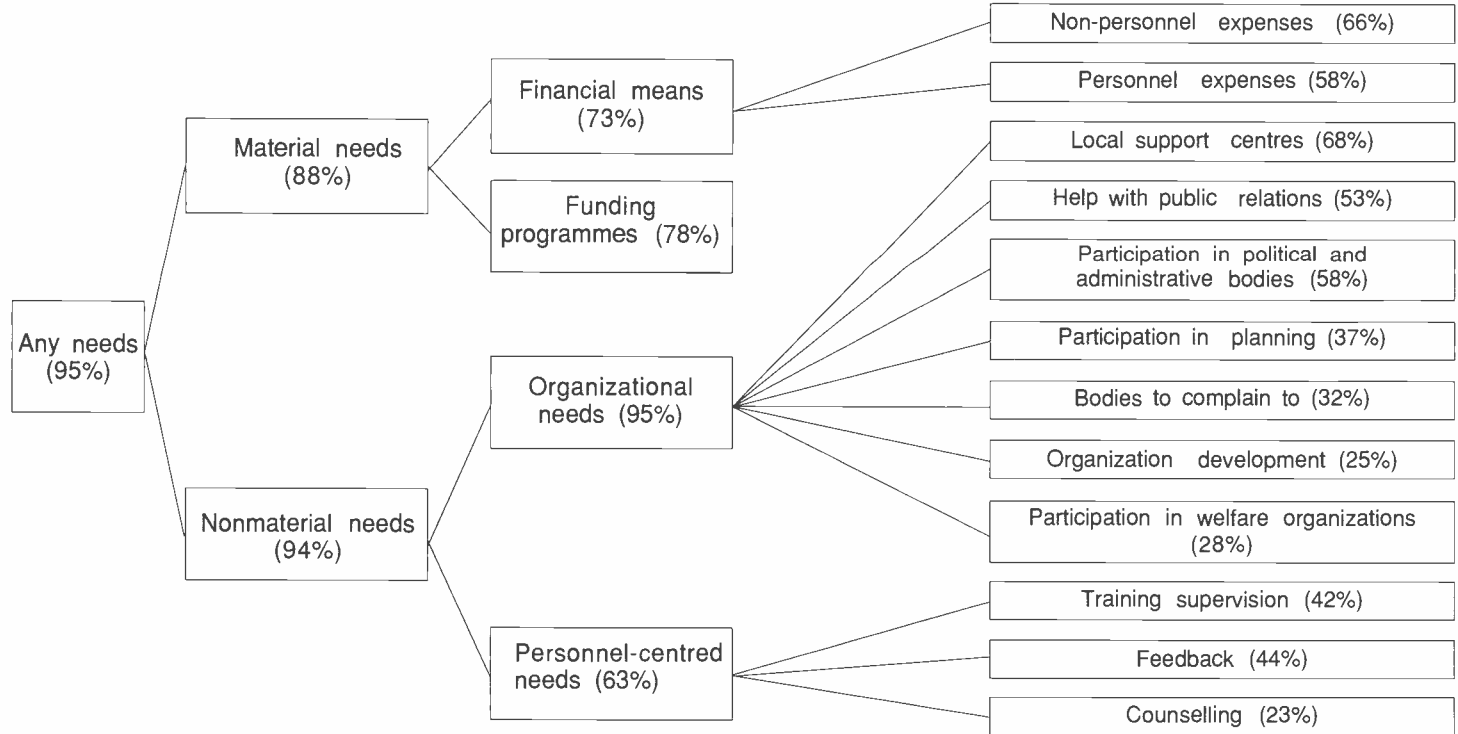 Any needs
(95%)
Material needs
(88%)
Nonmaterial needs
(94%)
Financial means
(73%)
Funding
programmes (78%)
Organizational
needs (95%)
Personnel-centred
needs (63%)
Non-personnel expenses (66%)
Personnel expenses (58%)
Local support centres (68%)
Help with public relations (53%)
Participation in political and
administrative bodies (58%)
Participation in planning (37%)
Bodies to complain to (32%)
Organization development (25%)
Participation in welfare organizations
(28%)
Training supervision (42%)
Feedback (44%)
Counselling (23%)